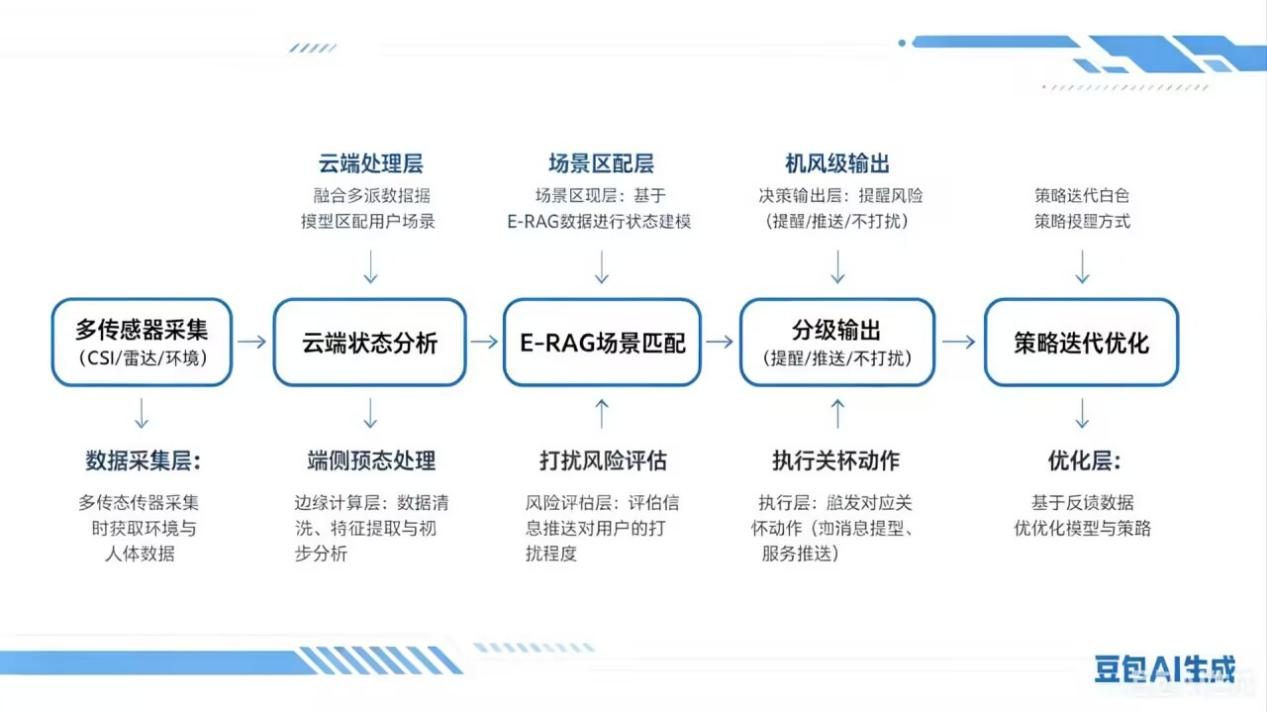 云端处理层
融合多派数据据
模型区配用户场景
场景区配层
场景区现层：基于
E-RAG数据进行状态建模
机风级输出
决策输出层：提醒风险
（提醒/推送/不打扰）
策略迭代白色
策略授理方式
多传感器采集
（CSI/雷达/环境）
云端状态分析
E-RAG场景匹配
分级输出
（提醒/推送/不打扰）
策略迭代优化
数据采集层：
多传态传器采集
时获取环境与
人体数据
端侧预态处理
边缘计算层：数据清
洗、特征提取与初
步分析
打扰风险评估
风险评估层：评估信
息推送对用户的打
扰程度
执行关怀动作
执行层：触发对应关
怀动作（消息提型、
服务推送）
优化层：
基于反馈数据
优优化模型与策路
豆包AI生成